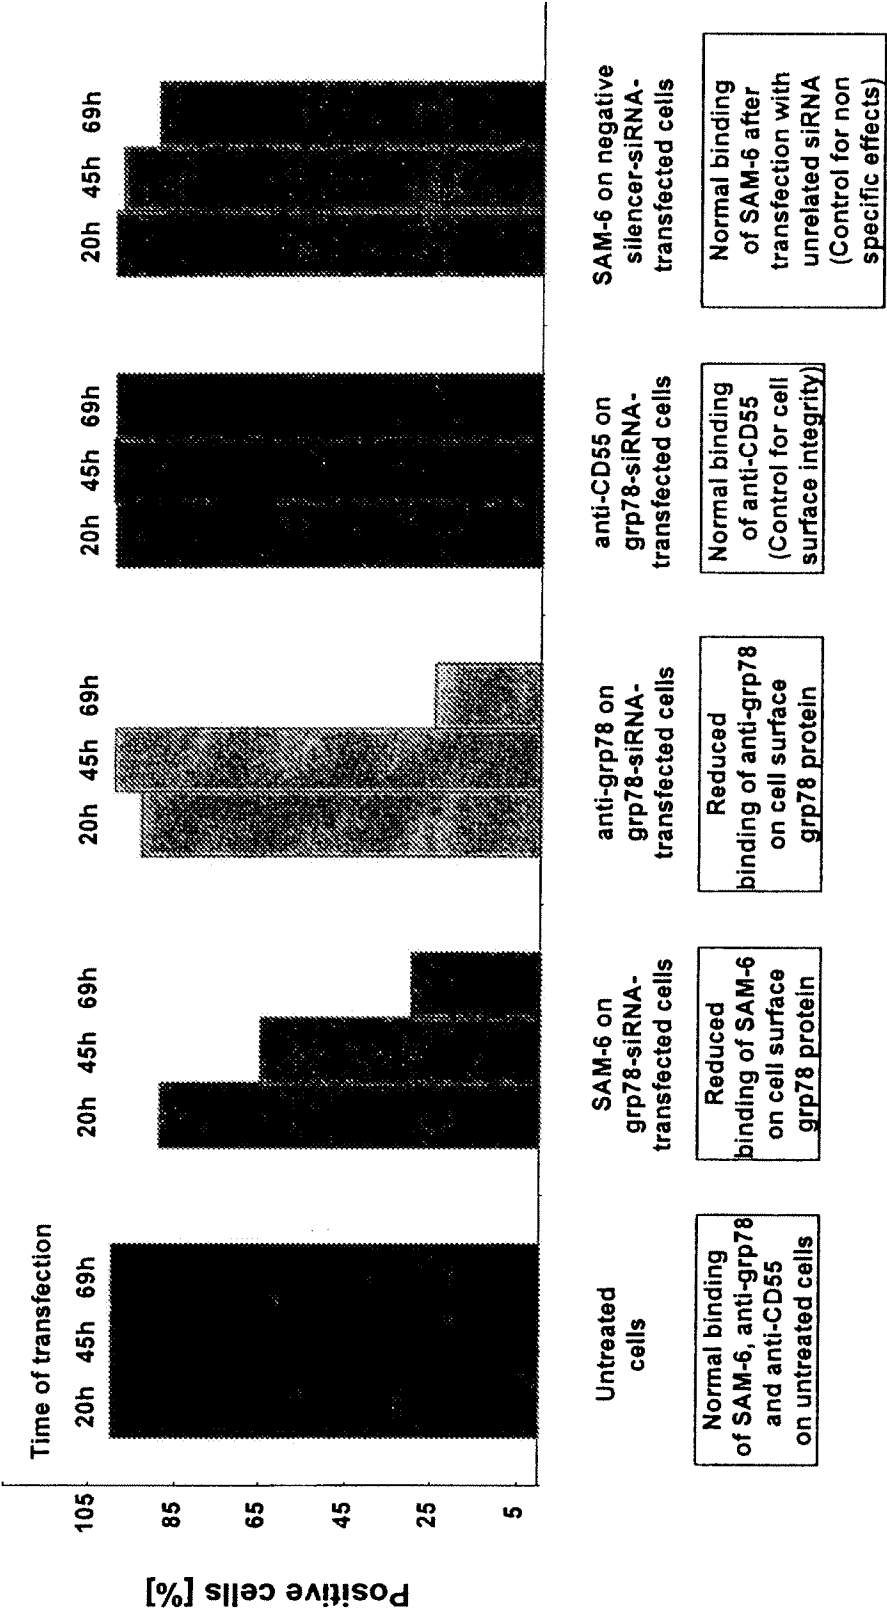 Time of transfection
20h 45h 69h
20h 45h 69h
20h 45h 69h
20h 45h 69h
20h 45h 69h
Positive cells [%]
105
85
65
45
25
5
Untreated
cells
SAM-6 on
grp78-siRNA-
transfected cells
anti-grp78 on
grp78-siRNA-
transfected cells
anti-CD55 on
grp78-siRNA-
transfected cells
SAM-6 on negative
silencer-siRNA-
transfected cells
Normal binding
of SAM-6, anti-grp78
and anti-CD55
on untreated cells
Reduced
binding of SAM-6
on cell surface
grp78 protein
Reduced
binding of anti-grp78
on cell surface
grp78 protein
Normal binding
of anti-CD55
(Control for cell
surface integrity)
Normal binding
of SAM-6 after
transfection with
unrelated siRNA
(Control for non
specific effects)